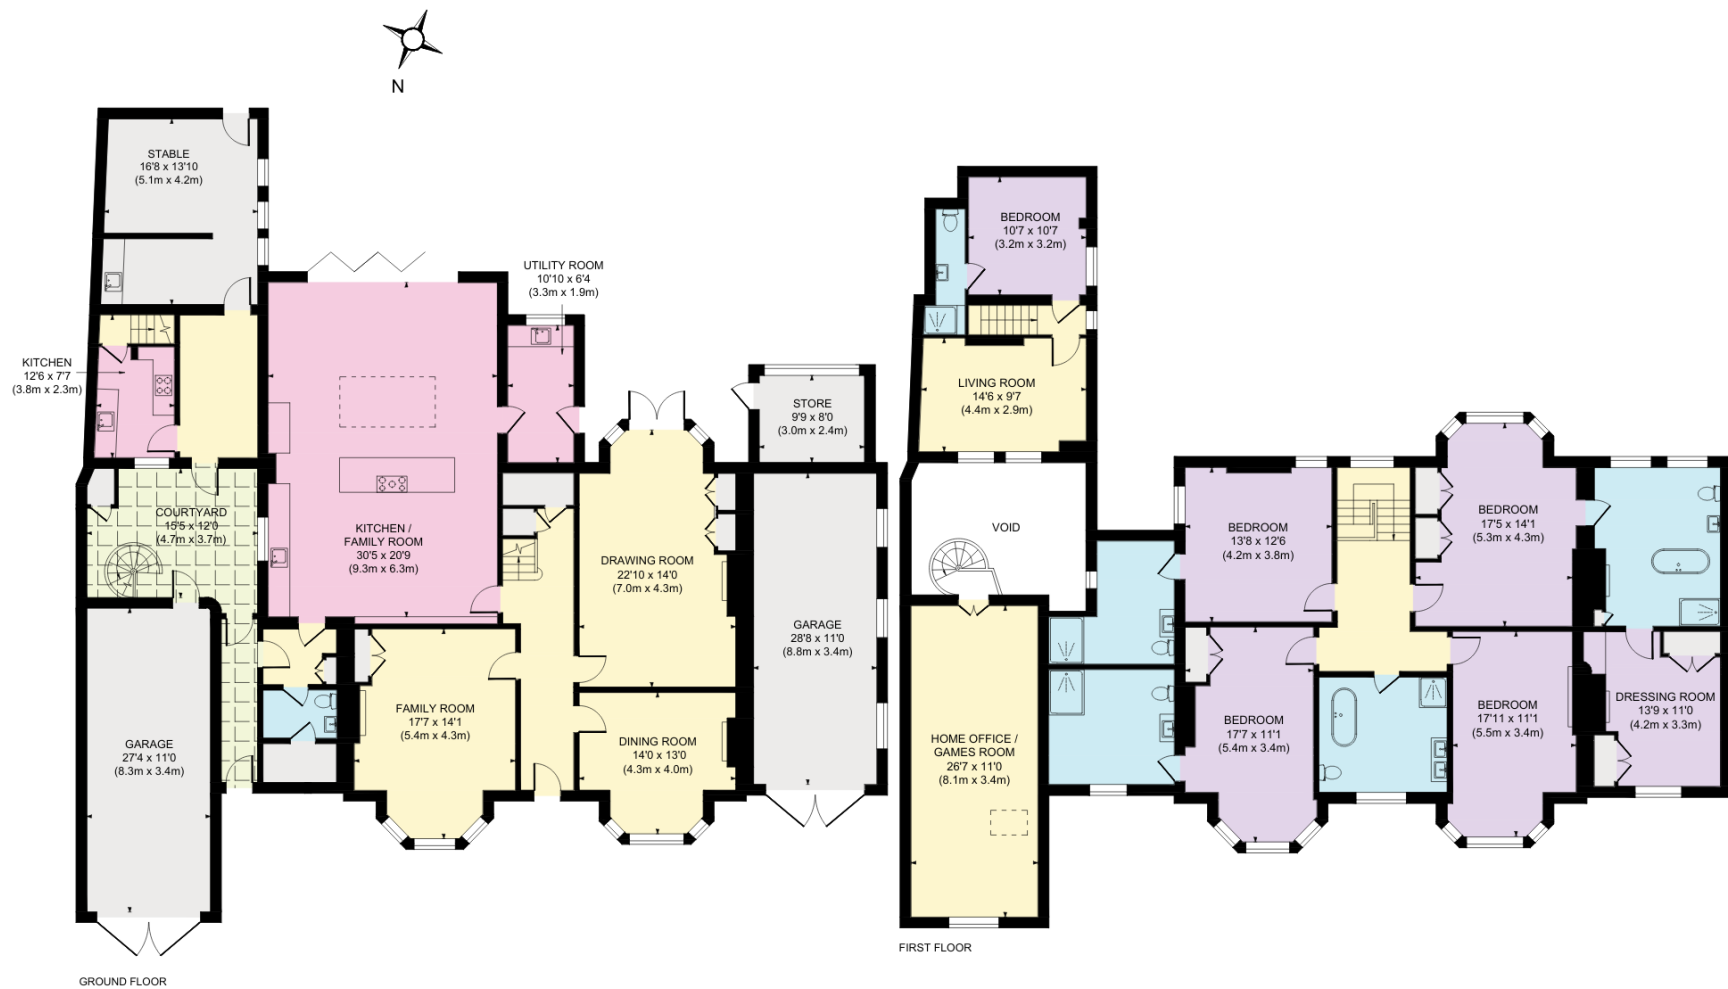 N
STABLE
16'8 x 13'10
(5.1m x 4.2m)
UTILITY ROOM
10'10 x 6'4
(3.3m x 1.9m)
KITCHEN
12'6 x 7'7
(3.8m x 2.3m)
STORE
9'9 x 8'0
(3.0m x 2.4m)
COURTYARD
15'5 x 12'0
(4.7m x 3.7m)
KITCHEN /
FAMILY ROOM
30'5 x 20'9
(9.3m x 6.3m)
DRAWING ROOM
22'10 x 14'0
(7.0m x 4.3m)
GARAGE
28'8 x 11'0
(8.8m x 3.4m)
FAMILY ROOM
17'7 x 14'1
(5.4m x 4.3m)
DINING ROOM
14'0 x 13'0
(4.3m x 4.0m)
GARAGE
27'4 x 11'0
(8.3m x 3.4m)
GROUND FLOOR
BEDROOM
10'7 x 10'7
(3.2m x 3.2m)
LIVING ROOM
14'6 x 9'7
(4.4m x 2.9m)
VOID
BEDROOM
13'8 x 12'6
(4.2m x 3.8m)
BEDROOM
17'5 x 14'1
(5.3m x 4.3m)
HOME OFFICE /
GAMES ROOM
26'7 x 11'0
(8.1m x 3.4m)
BEDROOM
17'7 x 11'1
(5.4m x 3.4m)
BEDROOM
17'11 x 11'1
(5.5m x 3.4m)
DRESSING ROOM
13'9 x 11'0
(4.2m x 3.3m)
FIRST FLOOR